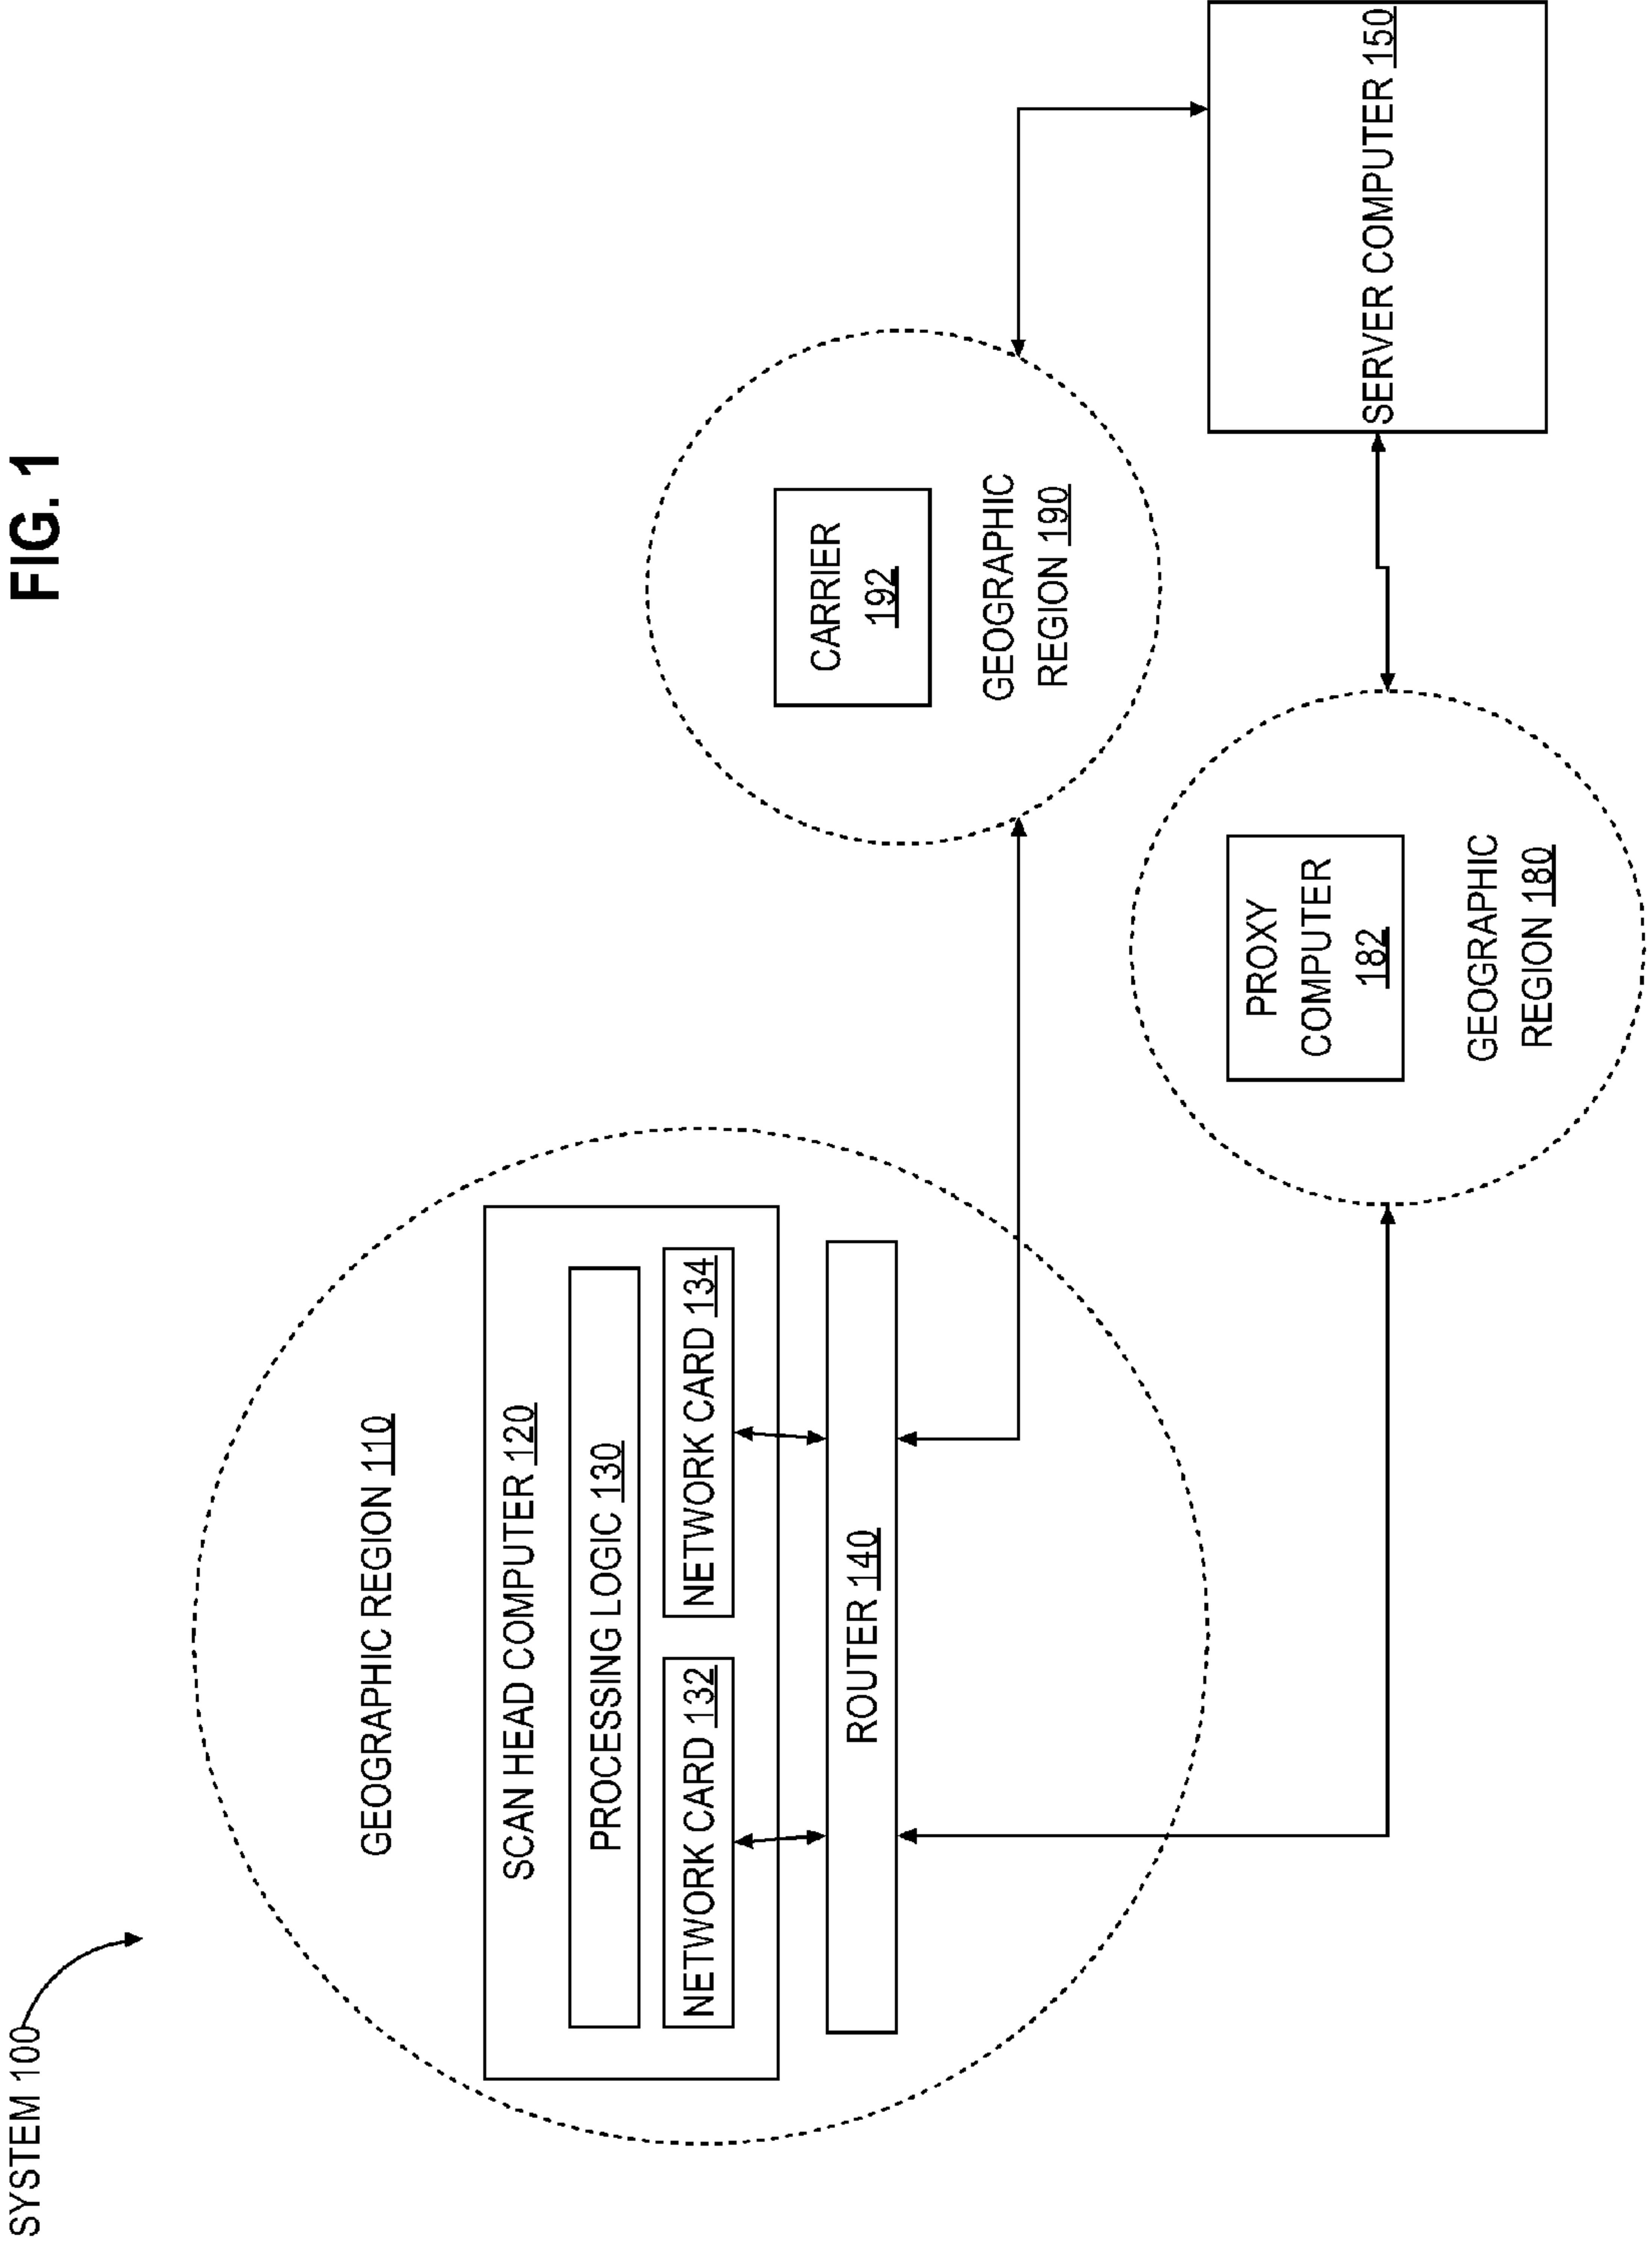 FIG. 1
SYSTEM 100
GEOGRAPHIC REGION 110
SCAN HEAD COMPUTER 120
PROCESSING LOGIC 130
NETWORK CARD 132
NETWORK CARD 134
ROUTER 140
CARRIER
192
GEOGRAPHIC
REGION 190
PROXY
COMPUTER
182
GEOGRAPHIC
REGION 180
SERVER COMPUTER 150